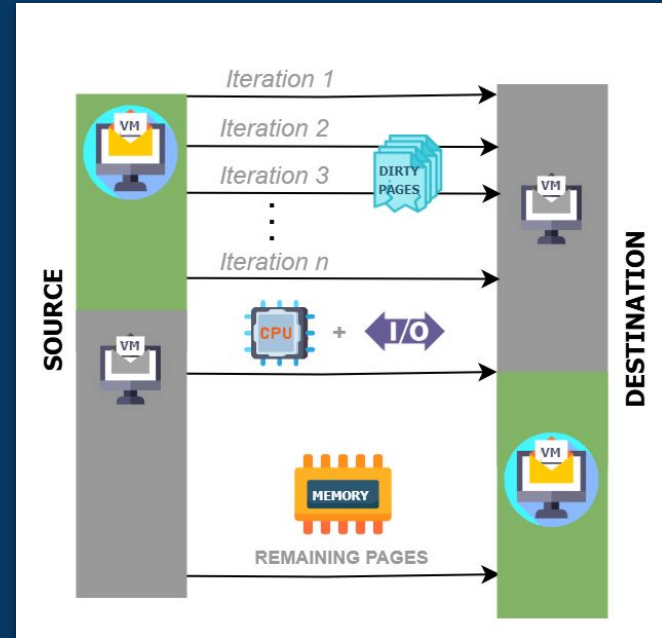 Iteration 1
VM
Iteration 2
DIRTY
PAGES
Iteration 3
VM
Iteration n
SOURCE
DESTINATION
VM
CPU + I/O
VM
MEMORY
REMAINING PAGES